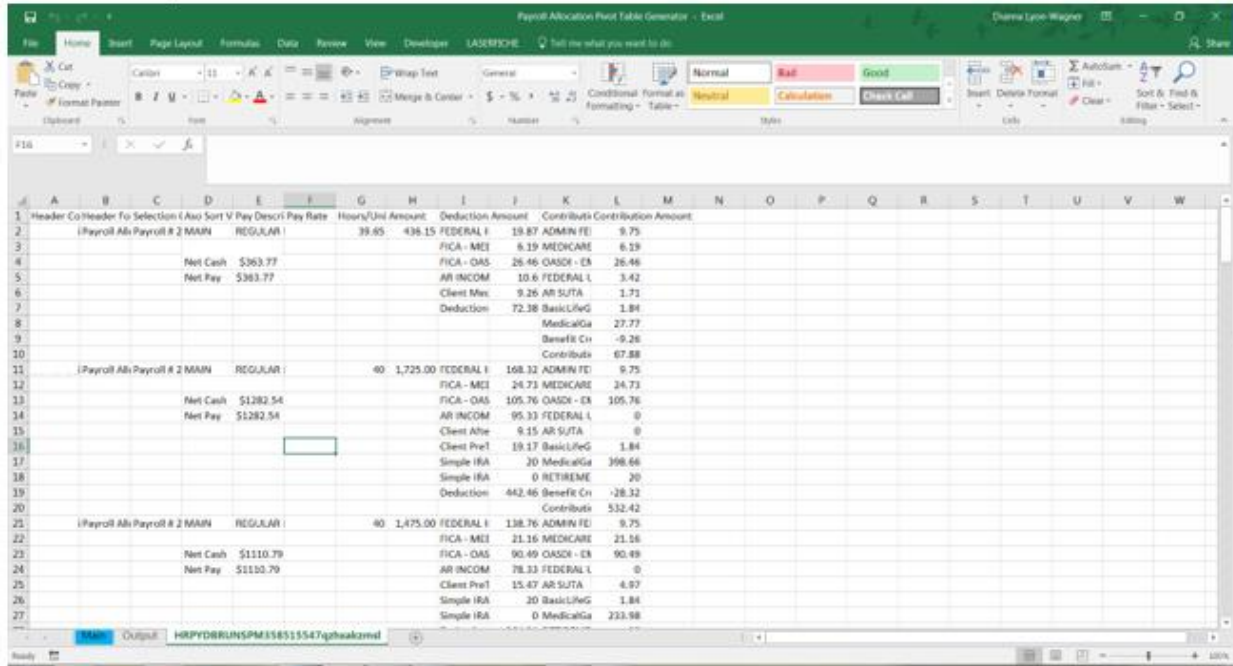 Payroll Allocation Pivot Table Generator - Excel
Dianna Lyon-Wagner
File Home Insert Page Layout Formulas Data Review View Developer LASERFICHE Tell me what you want to do
Share
Cut
Copy
Format Painter
Paste
Calibri 11
Wrap Text
Merge & Center
General
Conditional Formatting
Format as Table
Normal Bad Good
Neutral Calculation Check Cell
Insert Delete Format
AutoSum
Fill
Clear
Sort & Filter
Find & Select
Clipboard Font Alignment Number Styles Cells Editing
F16
A B C D E F G H I J K L M N O P Q R S T U V W
1 Header Co Header Fo Selection Sort V Pay Descri Pay Rate Hours/Uni Amount Deduction Amount Contributi Contribution Amount
2 Payroll All Payroll # 2 MAIN REGULAR 39.65 436.15 FEDERAL 19.87 ADMIN FE 9.75
3 FICA - MED 6.19 MEDICARE 6.19
4 Net Cash $363.77 FICA - OAS 26.46 OASDI - EM 26.46
5 Net Pay $363.77 AR INCOM 10.6 FEDERAL U 3.42
6 Client Mec 9.26 AR SUTA 1.71
7 Deduction 72.38 BasicLifeG 1.84
8 MedicalGa 27.77
9 Benefit Cr -9.26
10 Contributi 67.88
11 Payroll All Payroll # 2 MAIN REGULAR 40 1,725.00 FEDERAL 168.32 ADMIN FE 9.75
12 FICA - MED 24.73 MEDICARE 24.73
13 Net Cash $1282.54 FICA - OAS 105.76 OASDI - EM 105.76
14 Net Pay $1282.54 AR INCOM 95.33 FEDERAL U 0
15 Client Afte 9.15 AR SUTA 0
16 Client PreT 19.17 BasicLifeG 1.84
17 Simple IRA 20 MedicalGa 398.66
18 Simple IRA 0 RETIREME 20
19 Deduction 442.46 Benefit Cr -28.32
20 Contributi 532.42
21 Payroll All Payroll # 2 MAIN REGULAR 40 1,475.00 FEDERAL 138.76 ADMIN FE 9.75
22 FICA - MED 21.16 MEDICARE 21.16
23 Net Cash $1110.79 FICA - OAS 90.49 OASDI - EM 90.49
24 Net Pay $1110.79 AR INCOM 78.33 FEDERAL U 0
25 Client PreT 15.47 AR SUTA 4.97
26 Simple IRA 20 BasicLifeG 1.84
27 Simple IRA 0 MedicalGa 233.98
Main Output
Ready
100%